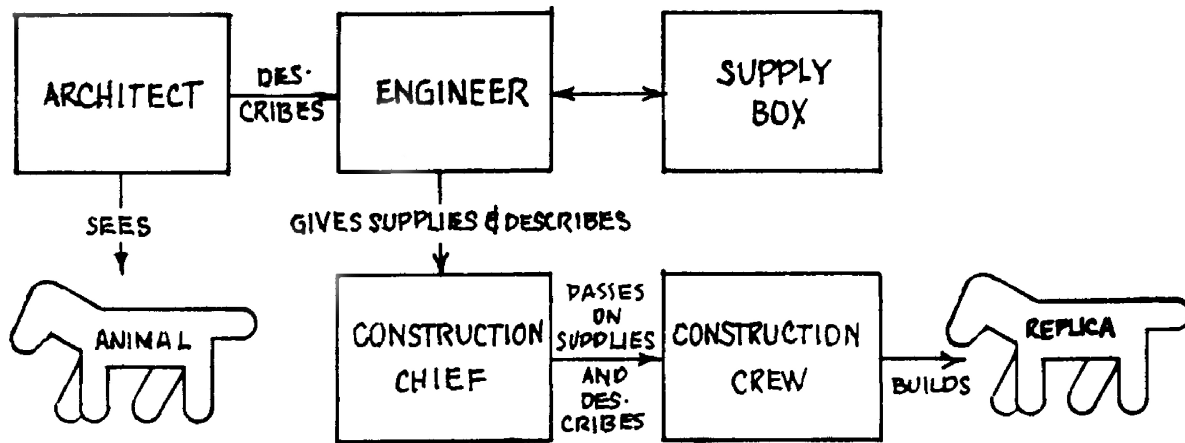 ARCHITECT
DES-
CRIBES
ENGINEER
SUPPLY
BOX
SEES
GIVES SUPPLIES & DESCRIBES
ANIMAL
CONSTRUCTION
CHIEF
PASSES
ON
SUPPLIES
AND
DES-
CRIBES
CONSTRUCTION
CREW
BUILDS
REPLICA